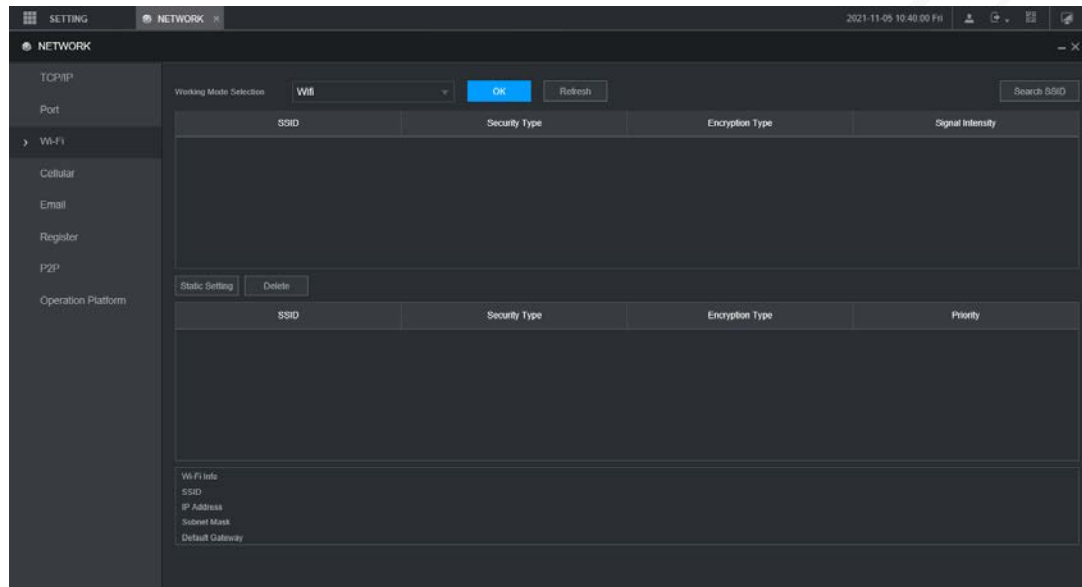 SETTING NETWORK × 2021-11-05 10:40:00 Fri
NETWORK
TCP/IP
Port
Wi-Fi
Cellular
Email
Register
P2P
Operation Platform
Working Mode Selection Wifi OK Refresh Search SSID
SSID Security Type Encryption Type Signal Intensity
Static Setting Delete
SSID Security Type Encryption Type Priority
Wi-Fi Info
SSID
IP Address
Subnet Mask
Default Gateway